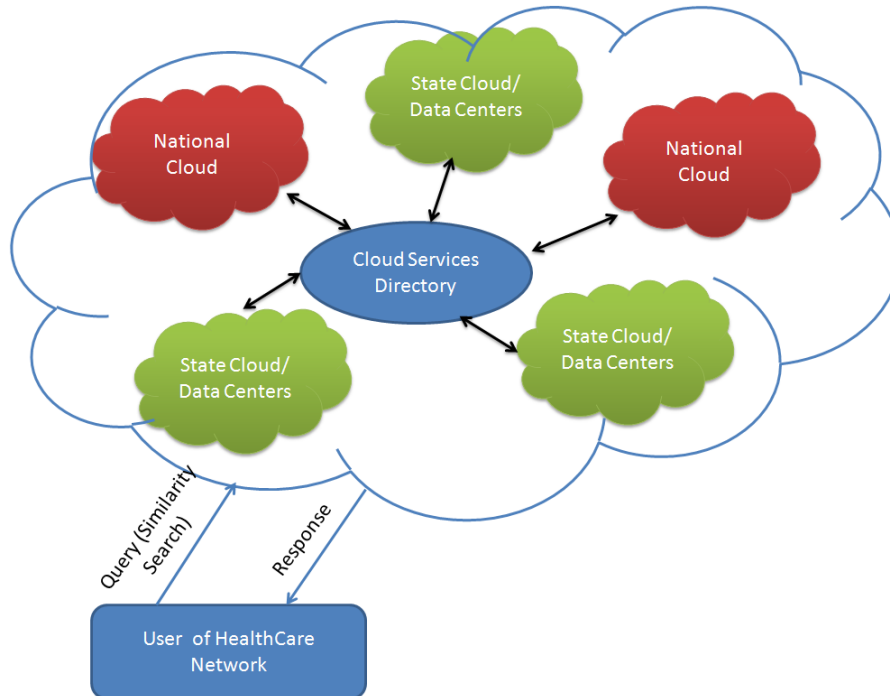 State Cloud/
Data Centers
National
Cloud
National
Cloud
Cloud Services
Directory
State Cloud/
Data Centers
State Cloud/
Data Centers
Query (Similarity
Search)
Response
User of HealthCare
Network